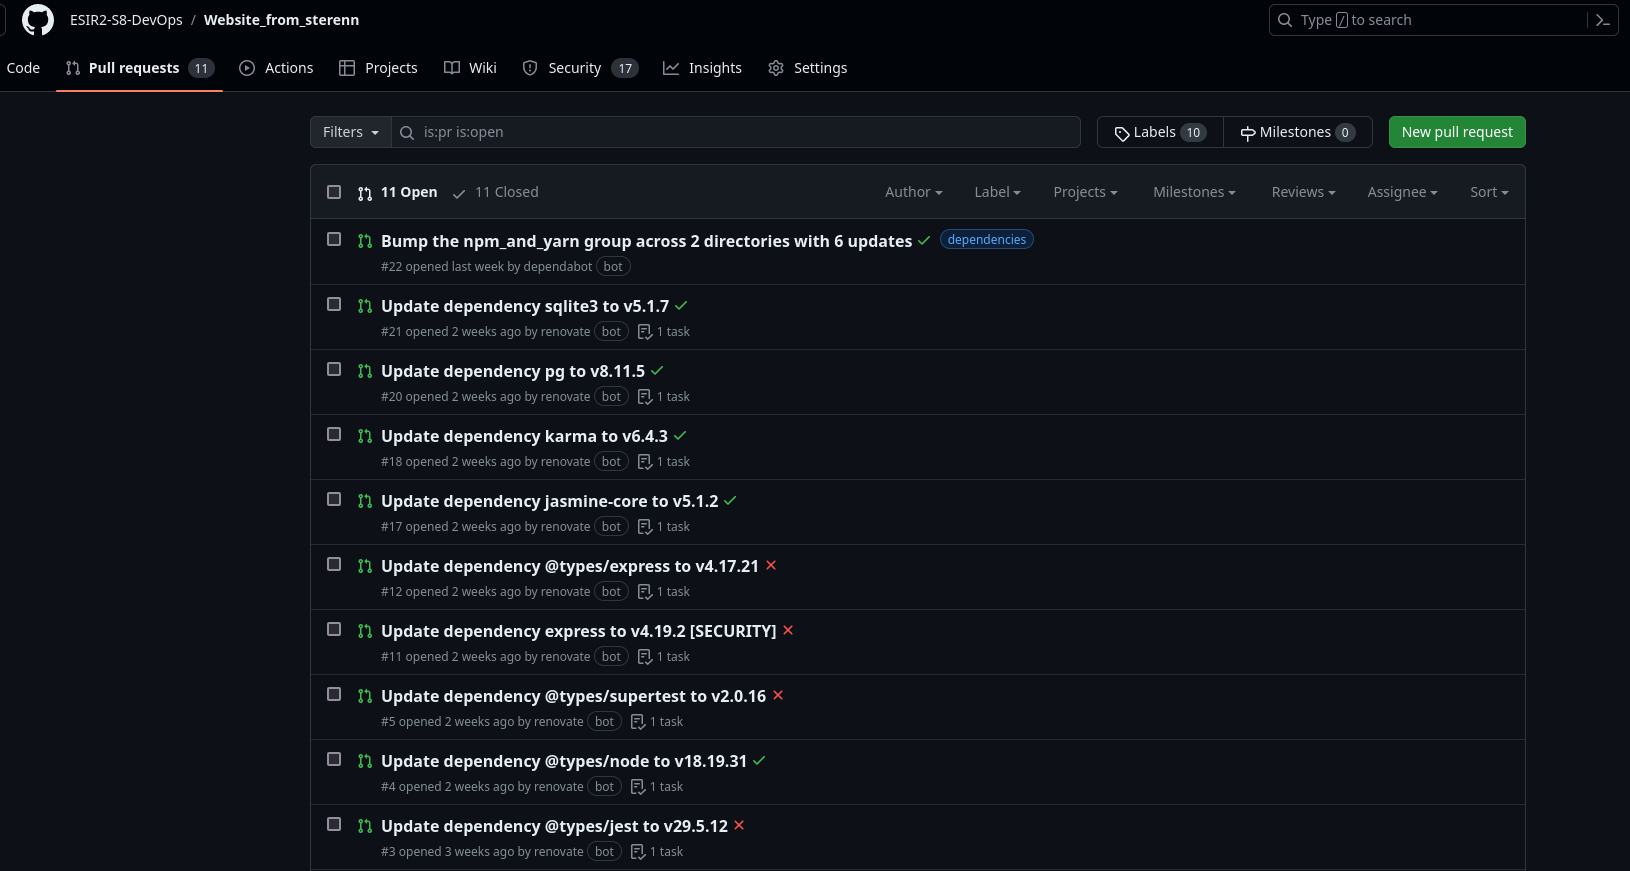 ESIR2-S8-DevOps / Website_from_sterenn
Type / to search
Code
Pull requests 11
Actions
Projects
Wiki
Security 17
Insights
Settings
Filters
is:pr is:open
Labels 10
Milestones 0
New pull request
11 Open
11 Closed
Author
Label
Projects
Milestones
Reviews
Assignee
Sort
Bump the npm_and_yarn group across 2 directories with 6 updates dependencies
#22 opened last week by dependabot bot
Update dependency sqlite3 to v5.1.7
#21 opened 2 weeks ago by renovate bot 1 task
Update dependency pg to v8.11.5
#20 opened 2 weeks ago by renovate bot 1 task
Update dependency karma to v6.4.3
#18 opened 2 weeks ago by renovate bot 1 task
Update dependency jasmine-core to v5.1.2
#17 opened 2 weeks ago by renovate bot 1 task
Update dependency @types/express to v4.17.21
#12 opened 2 weeks ago by renovate bot 1 task
Update dependency express to v4.19.2 [SECURITY]
#11 opened 2 weeks ago by renovate bot 1 task
Update dependency @types/supertest to v2.0.16
#5 opened 2 weeks ago by renovate bot 1 task
Update dependency @types/node to v18.19.31
#4 opened 2 weeks ago by renovate bot 1 task
Update dependency @types/jest to v29.5.12
#3 opened 3 weeks ago by renovate bot 1 task